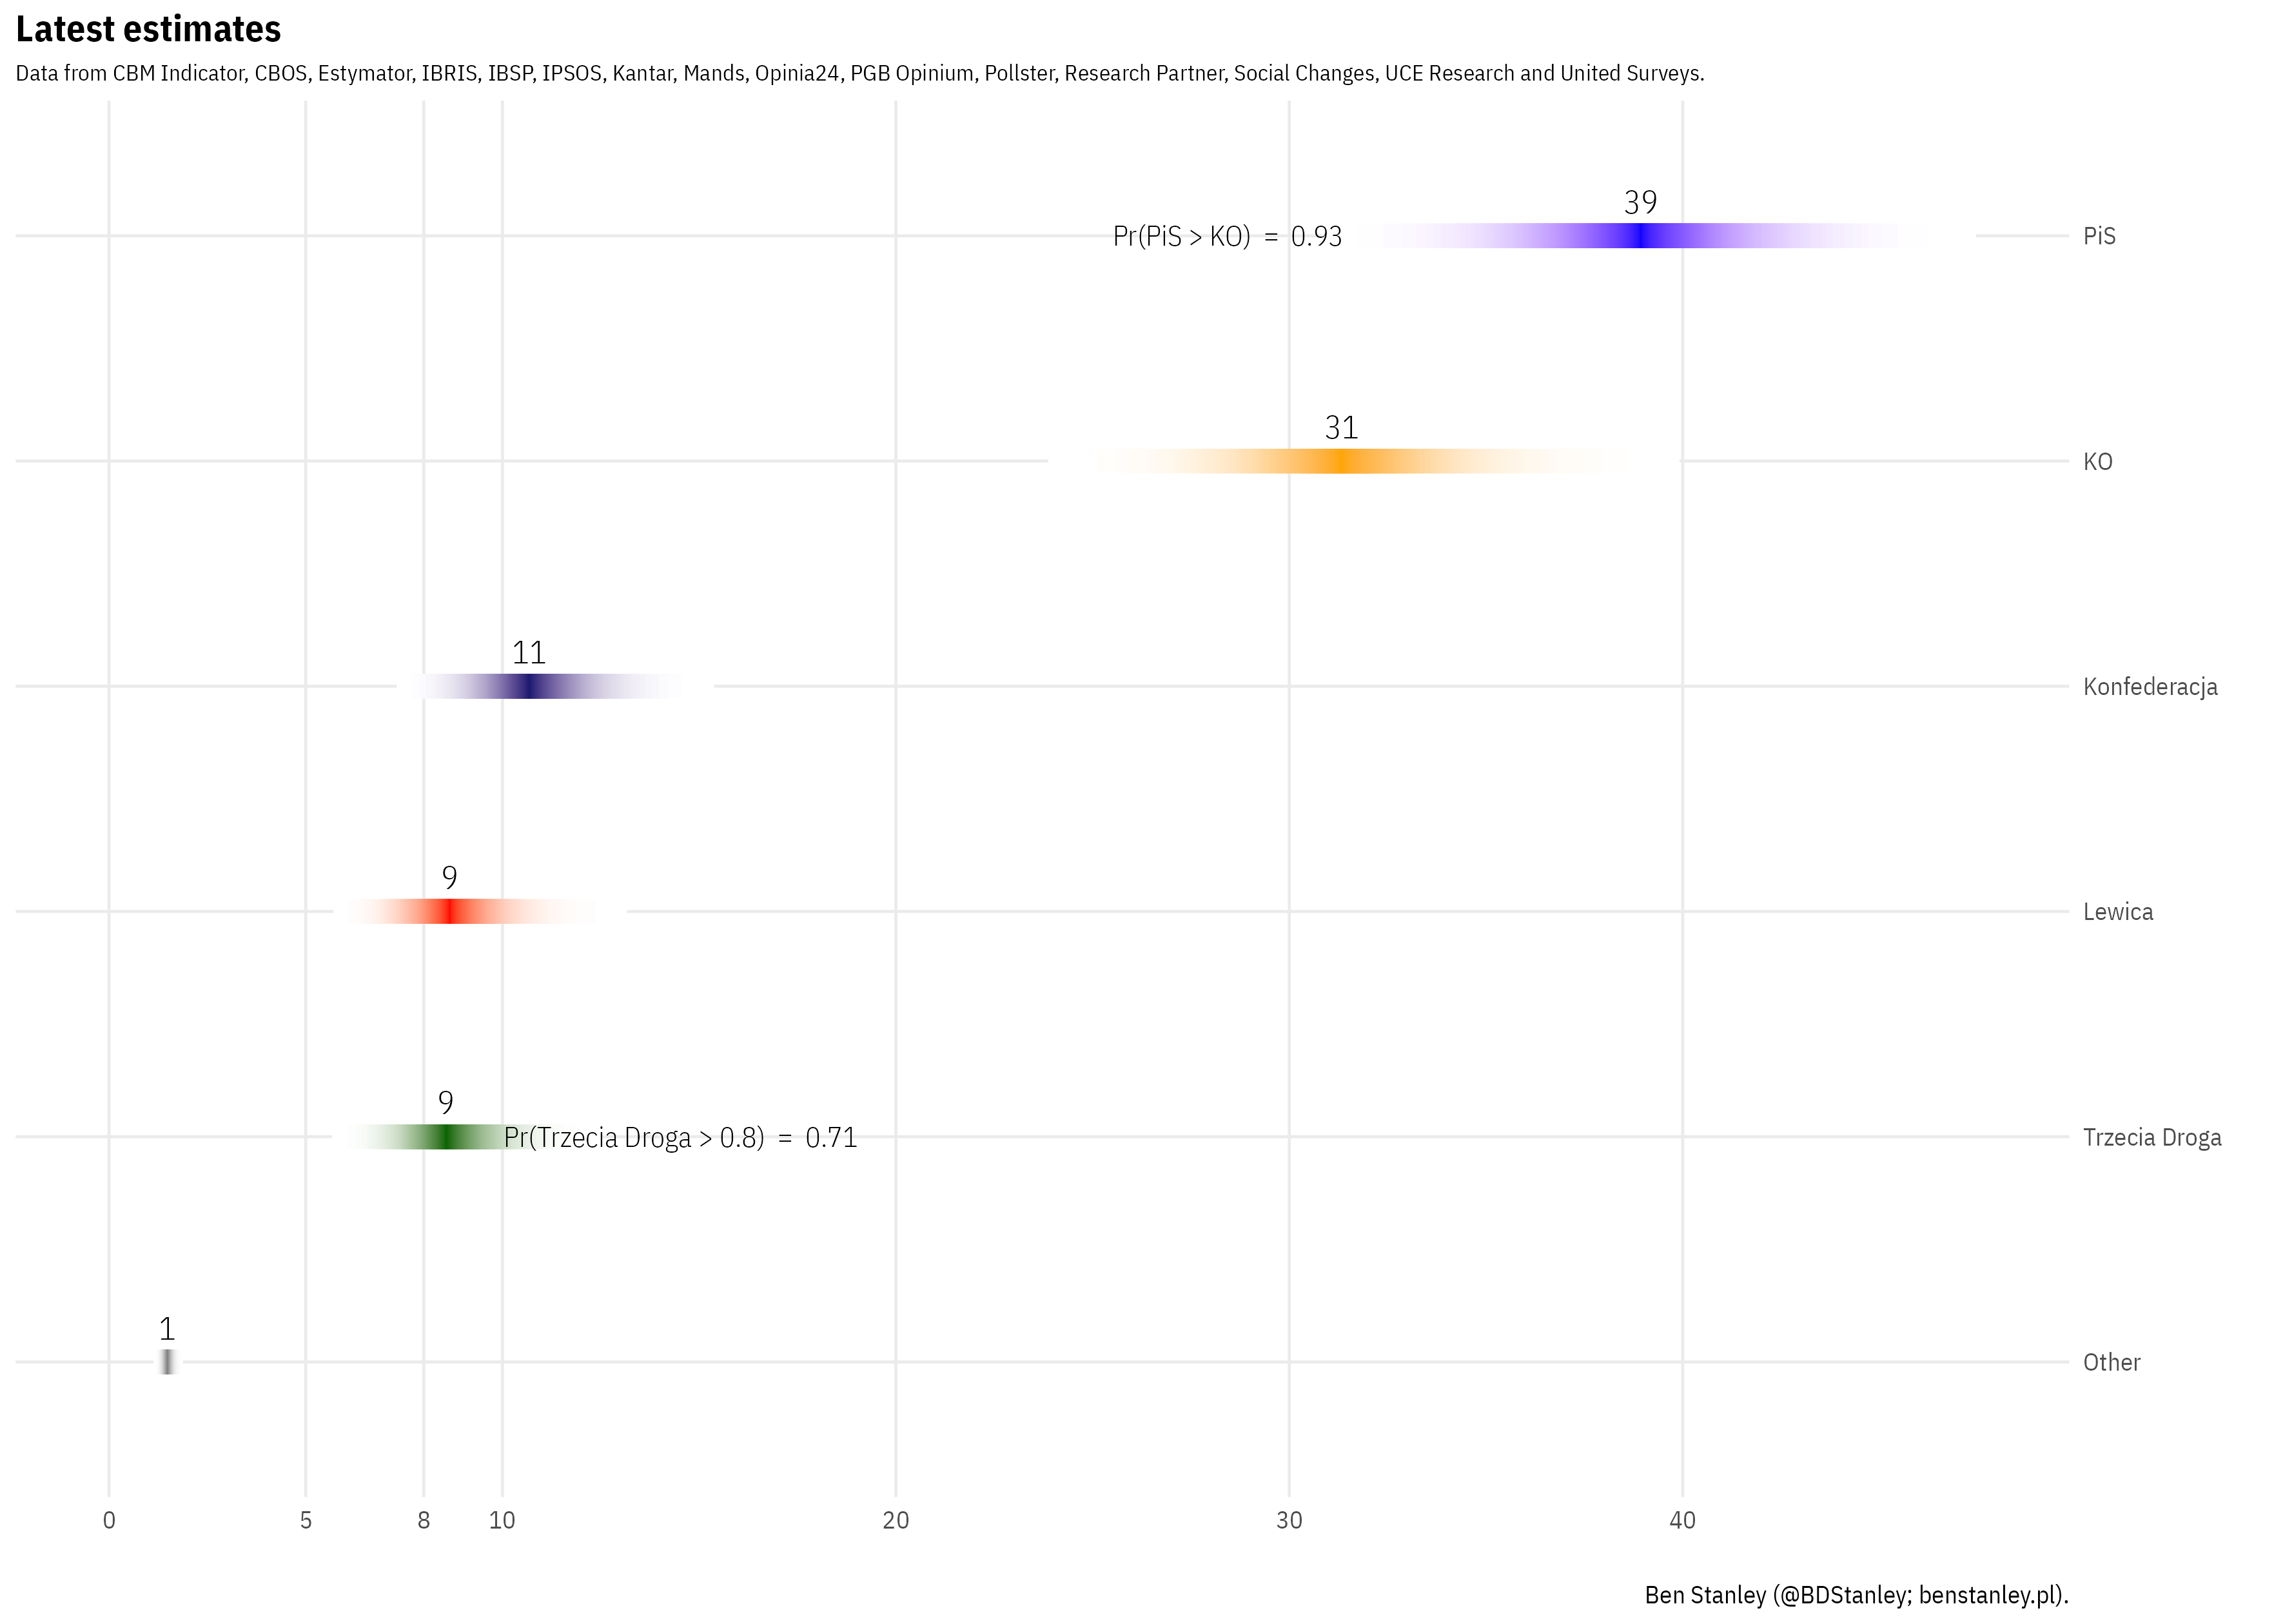 Latest estimates
Data from CBM Indicator, CBOS, Estymator, IBRIS, IBSP, IPSOS, Kantar, Mands, Opinia24, PGB Opinium, Pollster, Research Partner, Social Changes, UCE Research and United Surveys.
39
Pr(PiS > KO) = 0.93
PiS
31
KO
11
Konfederacja
9
Lewica
9
Pr(Trzecia Droga > 0.8) = 0.71
Trzecia Droga
1
Other
0 5 8 10 20 30 40
Ben Stanley (@BDStanley; benstanley.pl).